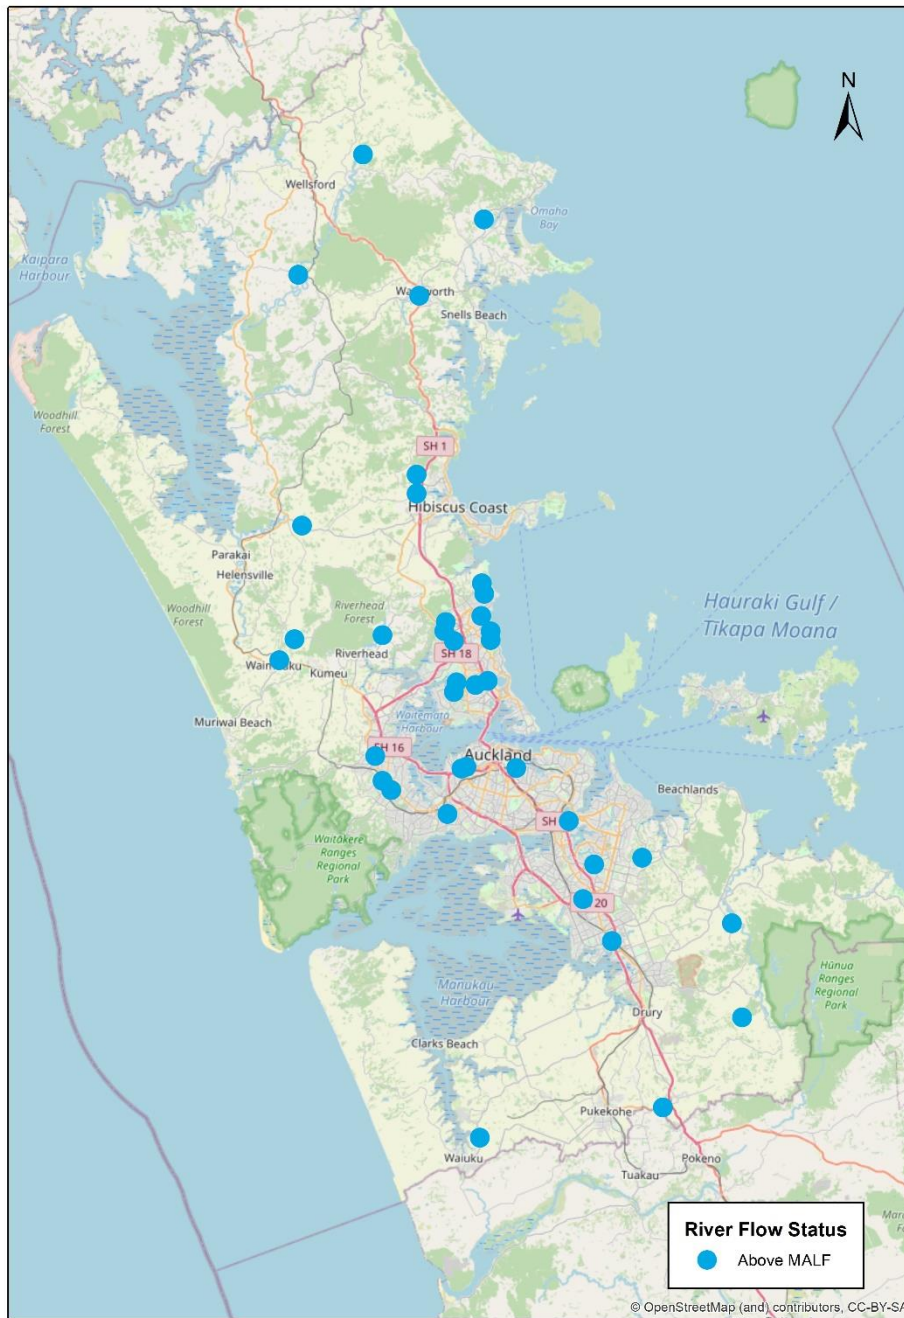 N
Wellsford
Omaha
Bay
Kaipara
Harbour
Snells Beach
Woodhill
Forest
SH 1
Hibiscus Coast
Parakai
Helensville
Woodhill
Forest
Riverhead
Forest
Hauraki Gulf /
Tīkapa Moana
Riverhead
SH 18
Kumeu
Muriwai Beach
Waitematā
Harbour
SH 16
Auckland
Beachlands
SH
Waitākere
Ranges
Regional
Park
20
Hūnua
Ranges
Regional
Park
Manukau
Harbour
Drury
Clarks Beach
Pukekohe
Waiuku
Pokeno
Tuakau
River Flow Status
Above MALF
© OpenStreetMap (and) contributors, CC-BY-SA